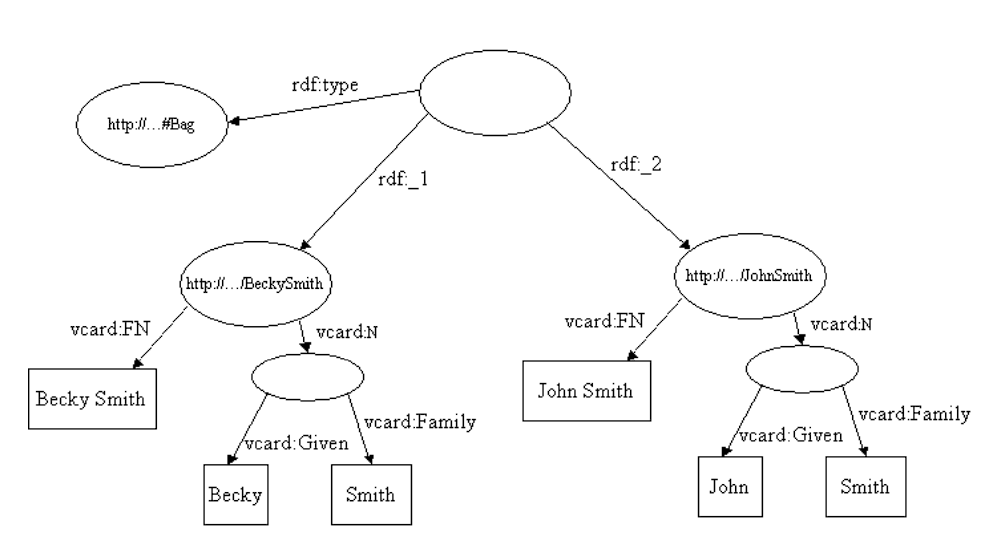 rdf:type
http://...#Bag
rdf:_1
rdf:_2
http://.../BeckySmith
http://.../JohnSmith
vcard:FN
vcard:N
vcard:FN
vcard:N
Becky Smith
John Smith
vcard:Given
vcard:Family
vcard:Given
vcard:Family
Becky
Smith
John
Smith